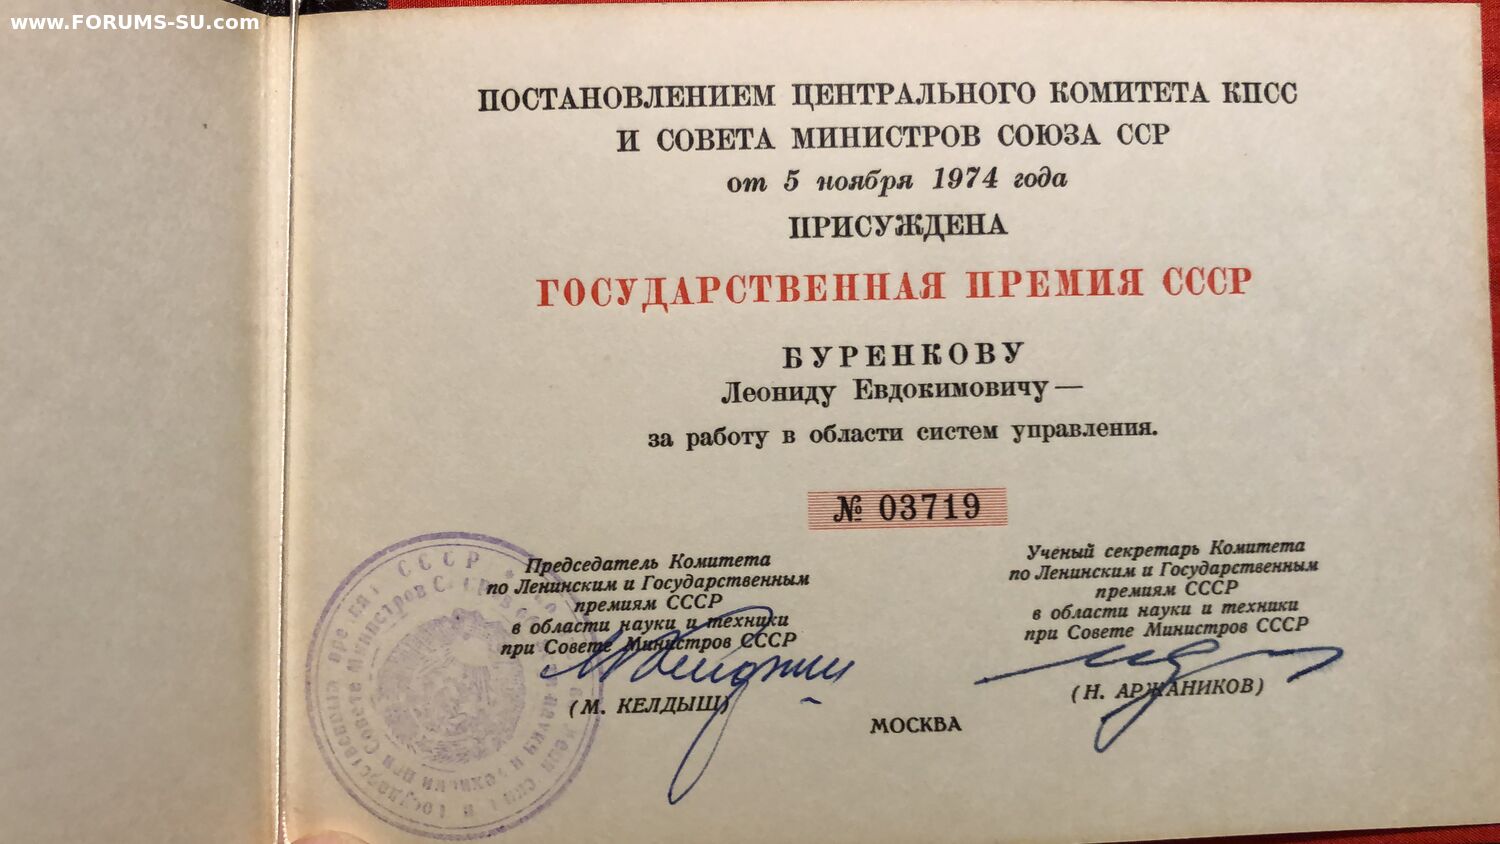 www.FORUMS-SU.com
ПОСТАНОВЛЕНИЕМ ЦЕНТРАЛЬНОГО КОМИТЕТА КПСС
И СОВЕТА МИНИСТРОВ СОЮЗА ССР
от 5 ноября 1974 года
ПРИСУЖДЕНА
ГОСУДАРСТВЕННАЯ ПРЕМИЯ СССР
БУРЕНКОВУ
Леониду Евдокимовичу —
за работу в области систем управления.
№ 03719
Председатель Комитета
по Ленинским и Государственным
премиям СССР
в области науки и техники
при Совете Министров СССР
(М. КЕЛДЫШ)
Ученый секретарь Комитета
по Ленинским и Государственным
премиям СССР
в области науки и техники
при Совете Министров СССР
(Н. АРЖАНИКОВ)
МОСКВА